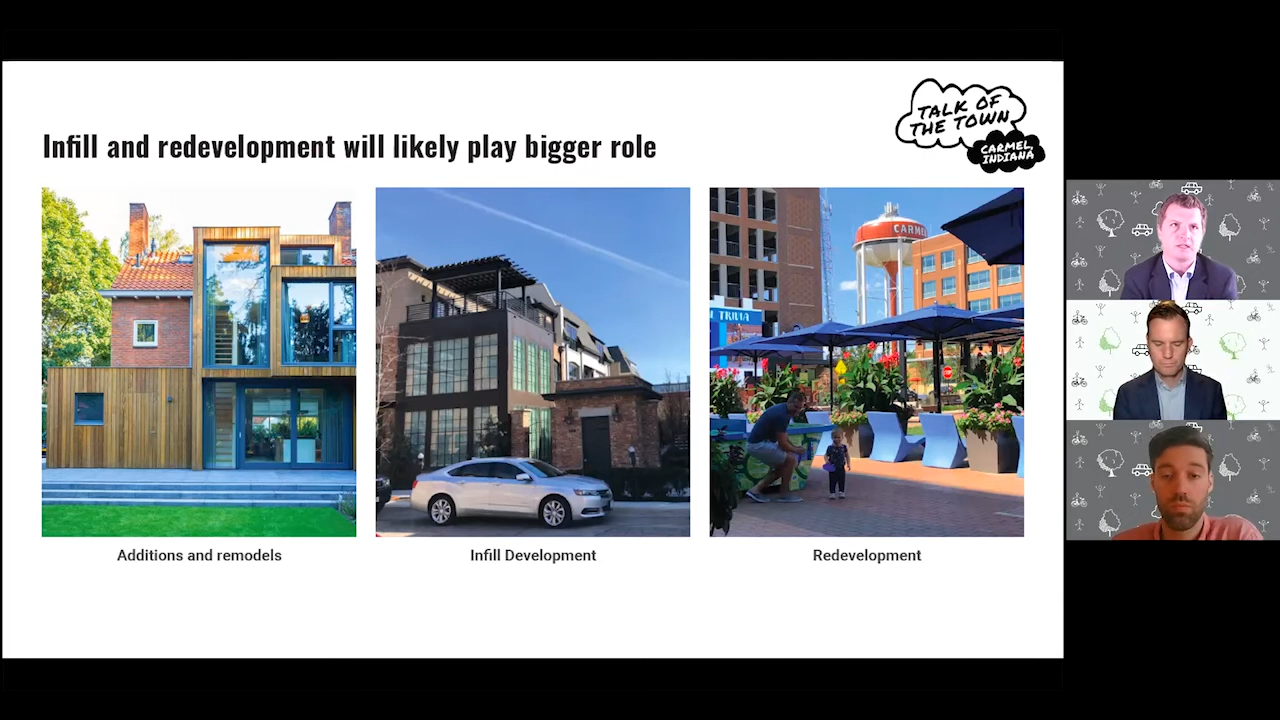 TALK OF
THE TOWN
CARMEL,
INDIANA
Infill and redevelopment will likely play bigger role
CARMEL
L TRIVIA
Additions and remodels
Infill Development
Redevelopment